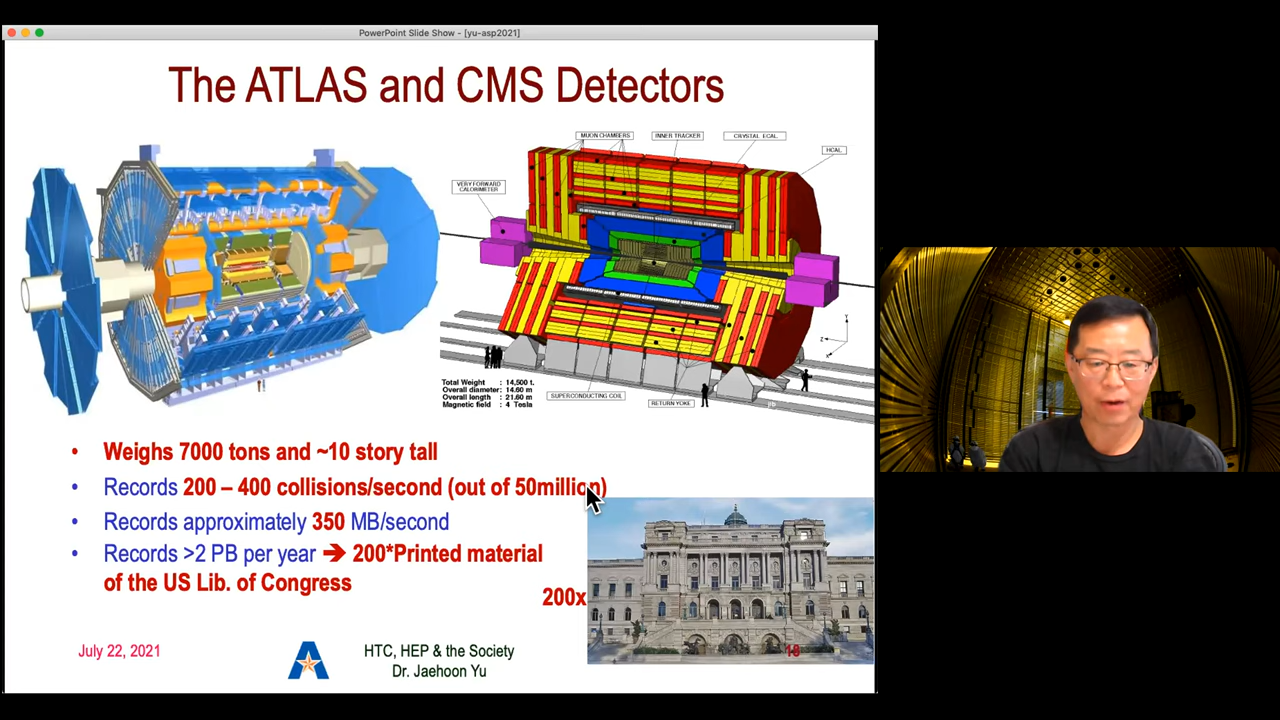 PowerPoint Slide Show - [yu-asp2021]
The ATLAS and CMS Detectors
MUON CHAMBERS
INNER TRACKER
CRYSTAL ECAL
HCAL
VERY FORWARD
CALORIMETER
Total Weight : 14,500 t.
Overall diameter: 14.60 m
Overall length : 21.60 m
Magnetic field : 4 Tesla
SUPERCONDUCTING COIL
RETURN YOKE
Y
Z
X
• Weighs 7000 tons and ~10 story tall
• Records 200 – 400 collisions/second (out of 50million)
• Records approximately 350 MB/second
• Records >2 PB per year ➔ 200*Printed material
of the US Lib. of Congress
200x
July 22, 2021
A
HTC, HEP & the Society
Dr. Jaehoon Yu
18